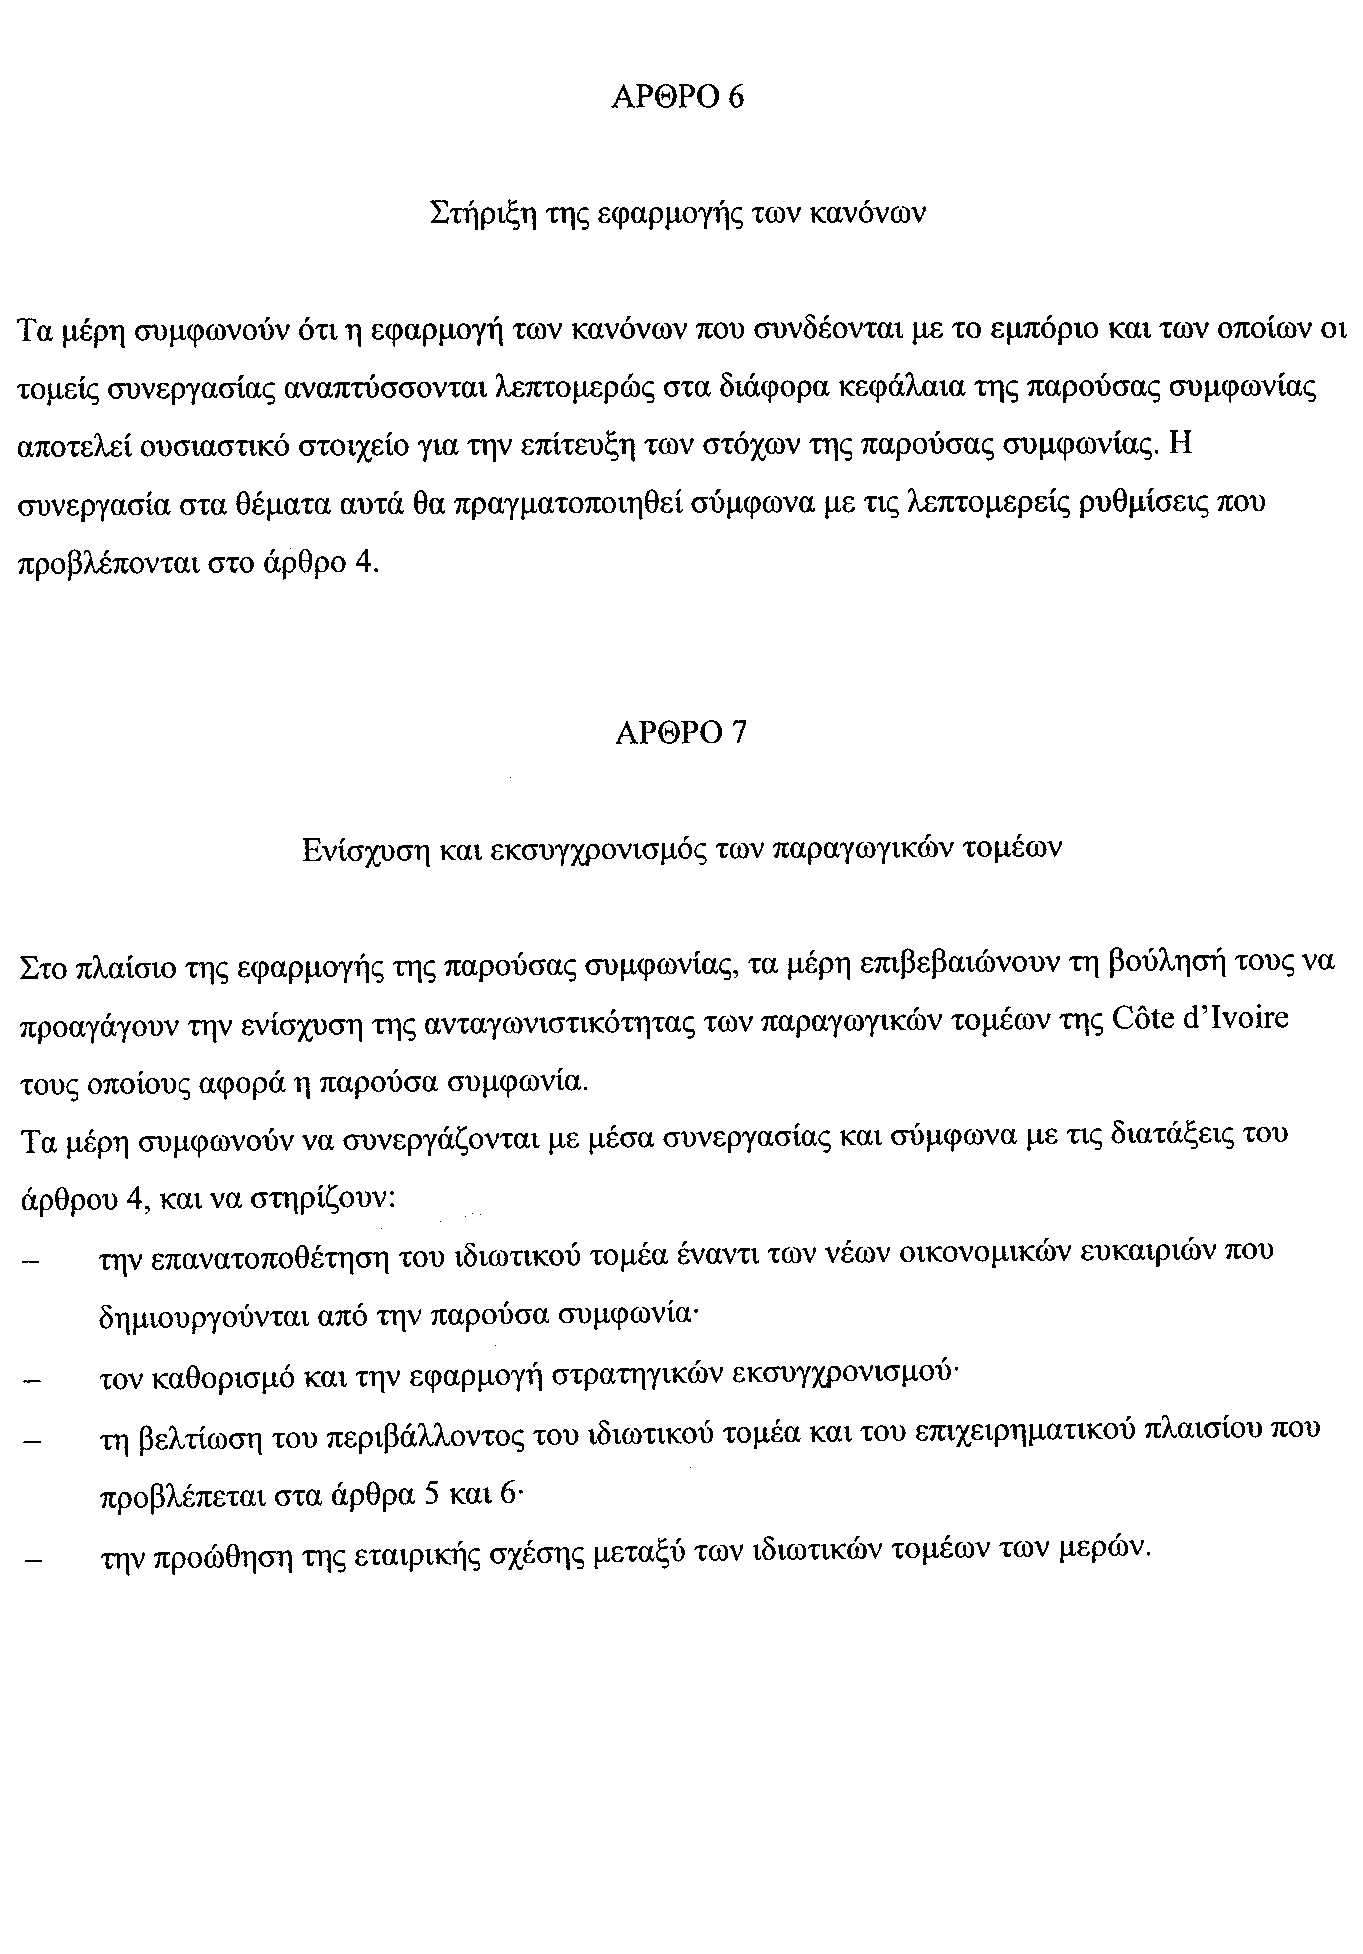 ΑΡΘΡΟ 6
Στήριξη της εφαρμογής των κανόνων
Τα μέρη συμφωνούν ότι η εφαρμογή των κανόνων που συνδέονται με το εμπόριο και των οποίων οι
τομείς συνεργασίας αναπτύσσονται λεπτομερώς στα διάφορα κεφάλαια της παρούσας συμφωνίας
αποτελεί ουσιαστικό στοιχείο για την επίτευξη των στόχων της παρούσας συμφωνίας. Η
συνεργασία στα θέματα αυτά θα πραγματοποιηθεί σύμφωνα με τις λεπτομερείς ρυθμίσεις που
προβλέπονται στο άρθρο 4.
ΑΡΘΡΟ 7
Ενίσχυση και εκσυγχρονισμός των παραγωγικών τομέων
Στο πλαίσιο της εφαρμογής της παρούσας συμφωνίας, τα μέρη επιβεβαιώνουν τη βούλησή τους να
προαγάγουν την ενίσχυση της ανταγωνιστικότητας των παραγωγικών τομέων της Côte d’Ivoire
τους οποίους αφορά η παρούσα συμφωνία.
Τα μέρη συμφωνούν να συνεργάζονται με μέσα συνεργασίας και σύμφωνα με τις διατάξεις του
άρθρου 4, και να στηρίζουν:
– την επανατοποθέτηση του ιδιωτικού τομέα έναντι των νέων οικονομικών ευκαιριών που
δημιουργούνται από την παρούσα συμφωνία·
– τον καθορισμό και την εφαρμογή στρατηγικών εκσυγχρονισμού·
– τη βελτίωση του περιβάλλοντος του ιδιωτικού τομέα και του επιχειρηματικού πλαισίου που
προβλέπεται στα άρθρα 5 και 6·
– την προώθηση της εταιρικής σχέσης μεταξύ των ιδιωτικών τομέων των μερών.